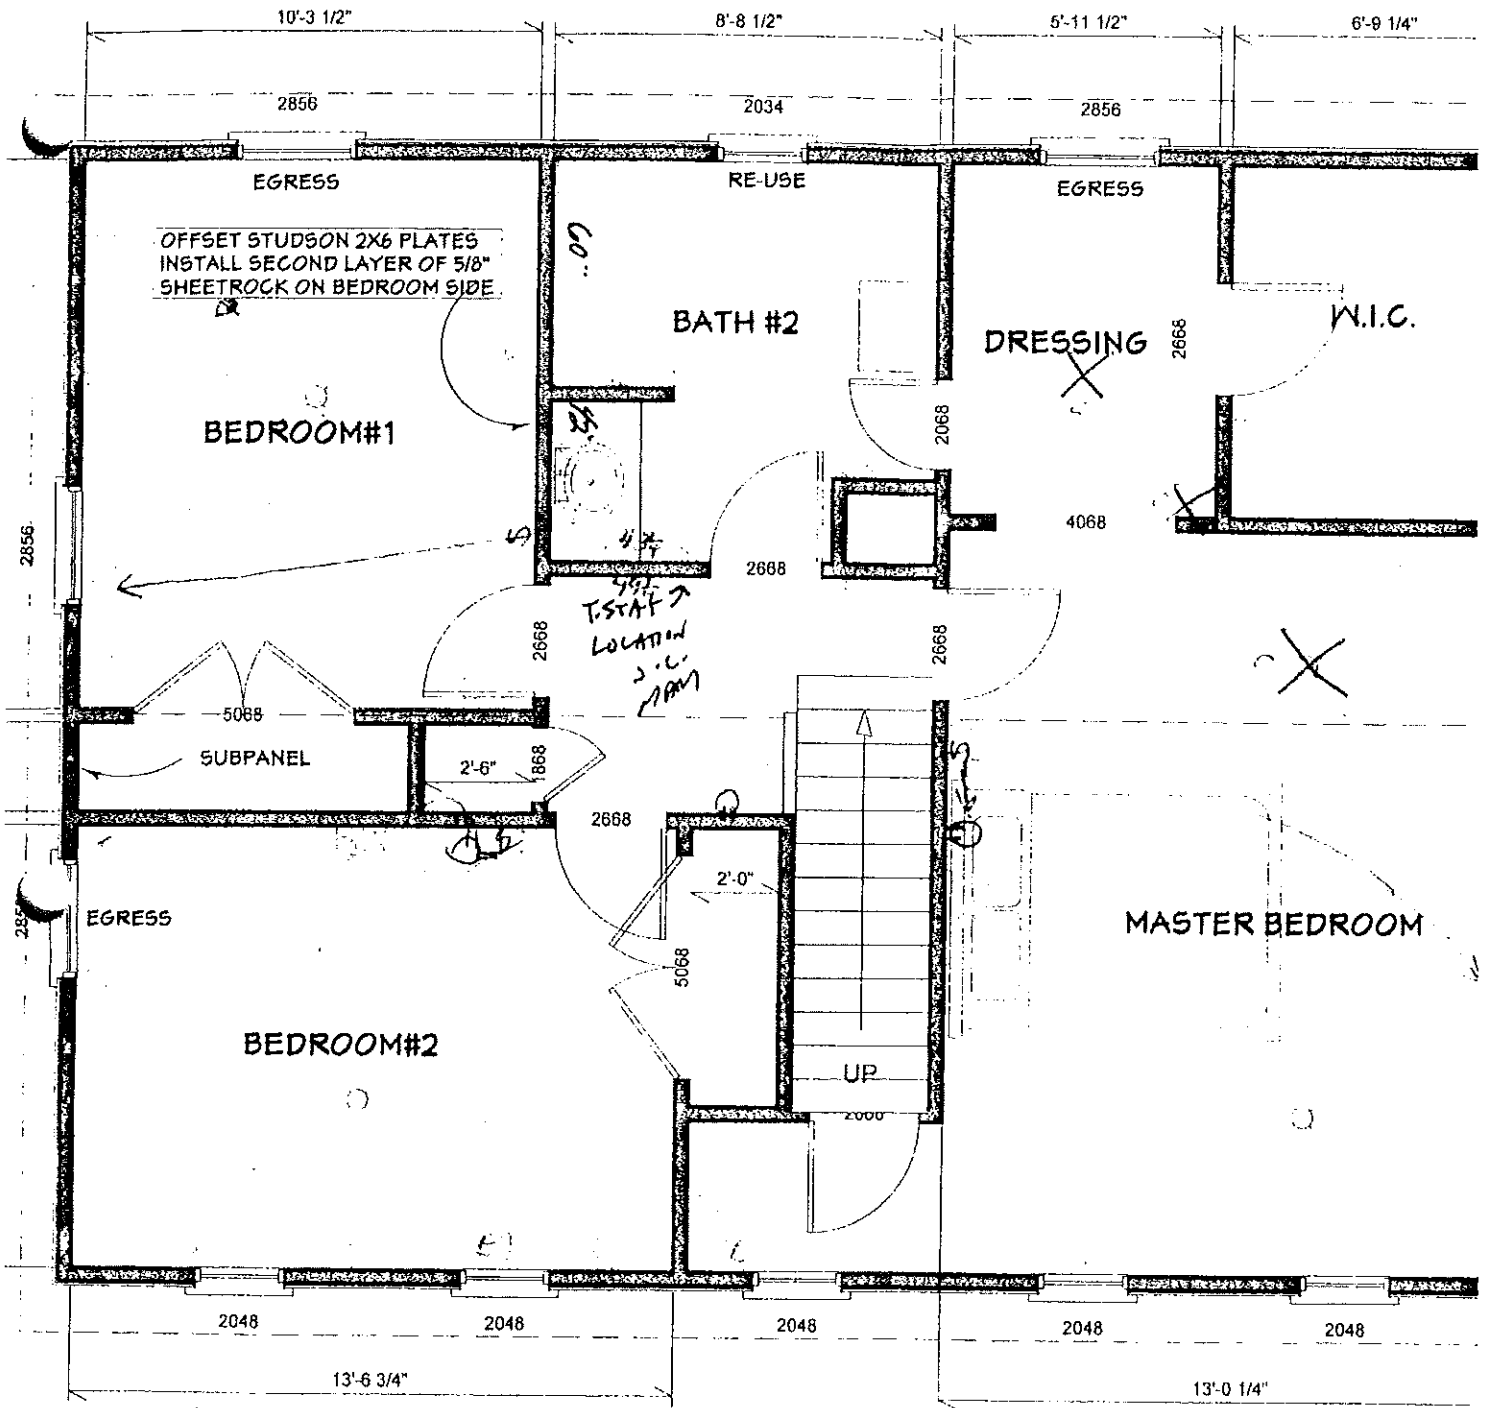 10'-3 1/2"
8'-8 1/2"
5'-11 1/2"
6'-9 1/4"
2856
2034
2856
EGRESS
RE-USE
EGRESS
OFFSET STUDSON 2X6 PLATES
INSTALL SECOND LAYER OF 5/8"
SHEETROCK ON BEDROOM SIDE
60"
BATH #2
DRESSING
2668
W.I.C.
BEDROOM#1
2068
4068
2856
S
2668
T.STAT
LOCATION
2668
2668
5068
SUBPANEL
2'-6"
1868
2668
S
2'-0"
EGRESS
MASTER BEDROOM
5068
BEDROOM#2
UP
2668
2048
2048
2048
2048
2048
13'-6 3/4"
13'-0 1/4"